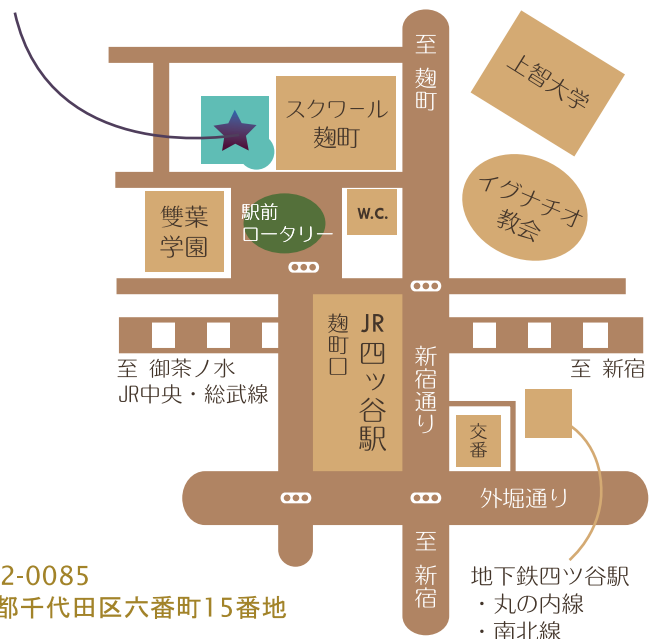 至 麹町
上智大学
スクワール
麹町
イグナチオ
教会
雙葉
学園
駅前
ロータリー
W.C.
JR 四ッ谷駅
麹町口
新宿通り
至 御茶ノ水
JR中央・総武線
至 新宿
交番
外堀通り
至 新宿
地下鉄四ツ谷駅
・丸の内線
・南北線
2-0085
都千代田区六番町15番地